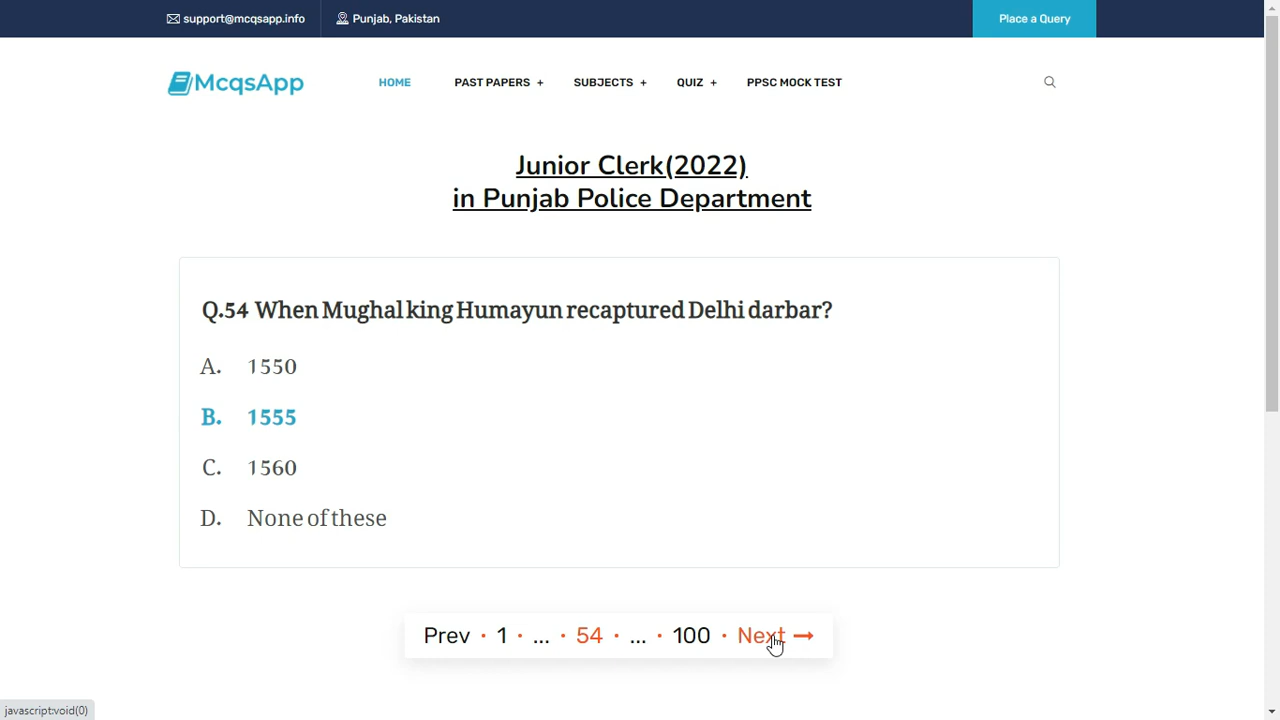 support@mcqsapp.info Punjab, Pakistan Place a Query
McqsApp HOME PAST PAPERS + SUBJECTS + QUIZ + PPSC MOCK TEST
Junior Clerk(2022)
in Punjab Police Department
Q.54 When Mughal king Humayun recaptured Delhi darbar?
A. 1550
B. 1555
C. 1560
D. None of these
Prev · 1 · ... · 54 · ... · 100 · Next →
javascript:void(0)